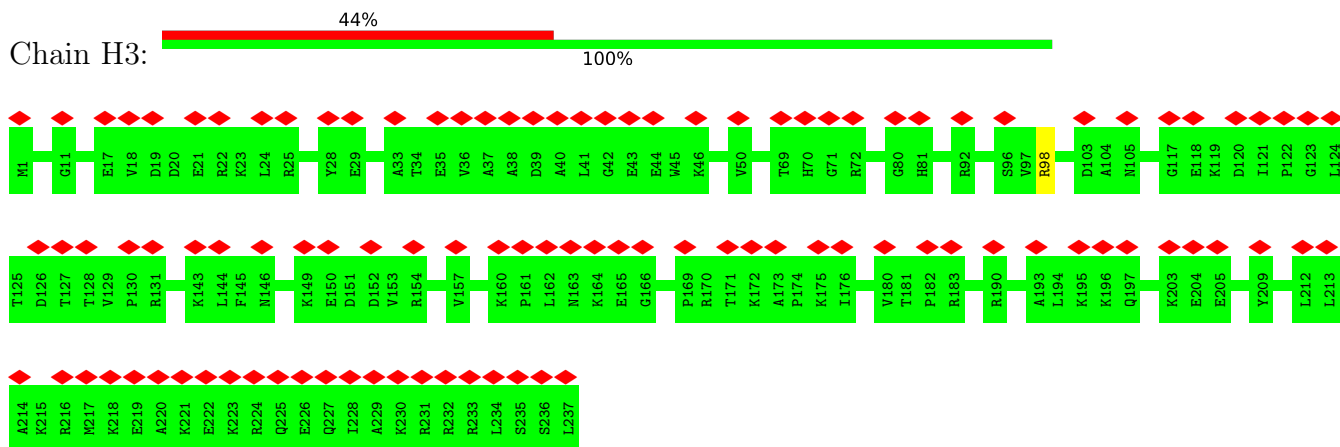 44%
Chain H3:
100%
M1 G11 E17 V18 D19 D20 E21 R22 K23 L24 R25 Y28 E29 A33 T34 E35 V36 A37 A38 D39 A40 L41 G42 E43 E44 W45 K46 V50 T69 H70 G71 R72 G80 H81 R92 S96 V97 R98 D103 A104 N105 G117 E118 K119 D120 I121 P122 G123 L124
T125 D126 T127 T128 V129 P130 R131 K143 L144 F145 N146 K149 E150 D151 D152 V153 R154 V157 K160 P161 L162 N163 K164 E165 G166 P169 R170 T171 K172 A173 P174 K175 I176 V180 T181 P182 R183 R190 A193 L194 K195 K196 Q197 K203 E204 E205 Y209 L212 L213
A214 K215 R216 M217 K218 E219 A220 K221 E222 K223 R224 Q225 E226 Q227 I228 A229 K230 R231 R232 R233 L234 S235 S236 L237